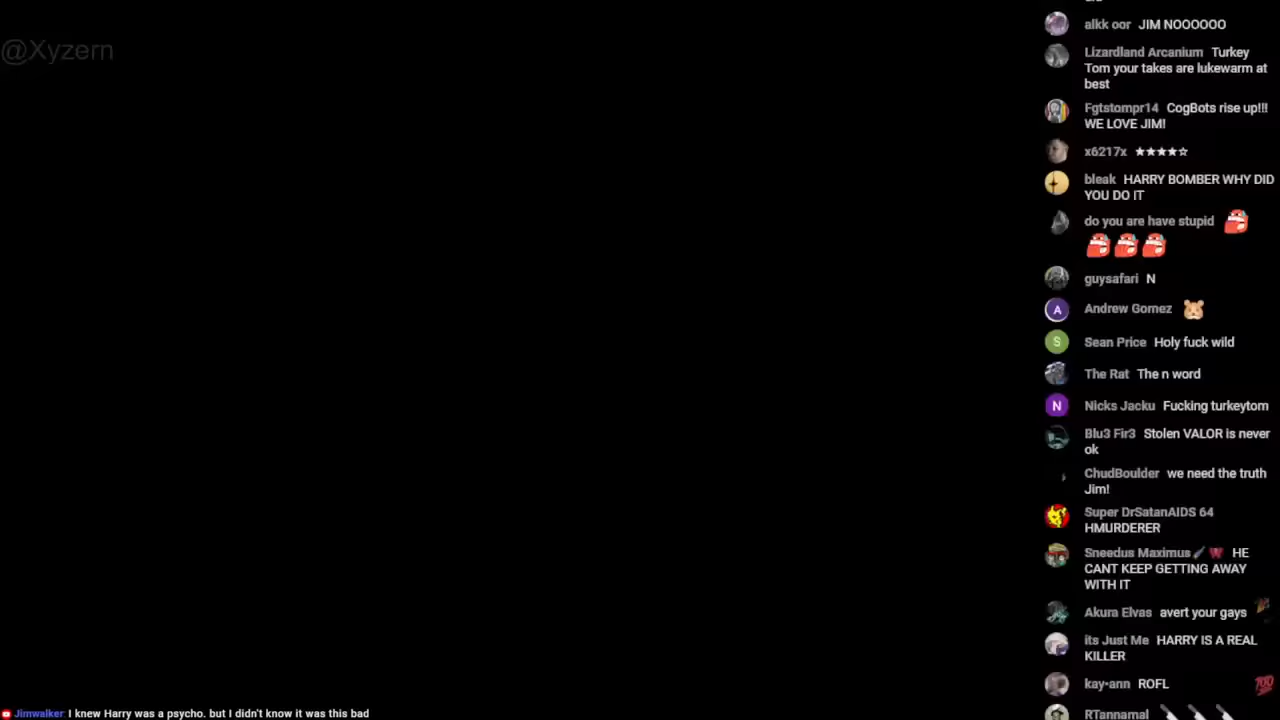 @Xyzern
alkk oor JIM NOOOOOO
Lizardland Arcanium Turkey
Tom your takes are lukewarm at
best
Fgtstompr14 CogBots rise up!!!
WE LOVE JIM!
x6217x ★★★★☆
bleak HARRY BOMBER WHY DID
YOU DO IT
do you are have stupid
guysafari N
A Andrew Gomez
S Sean Price Holy fuck wild
The Rat The n word
N Nicks Jacku Fucking turkeytom
Blu3 Fir3 Stolen VALOR is never
ok
ChudBoulder we need the truth
Jim!
Super DrSatanAIDS 64
HMURDERER
Sneedus Maximus HE
CANT KEEP GETTING AWAY
WITH IT
Akura Elvas avert your gays
its Just Me HARRY IS A REAL
KILLER
kay-ann ROFL 💯
RTannamal
Jimwalker: I knew Harry was a psycho. but I didn't know it was this bad